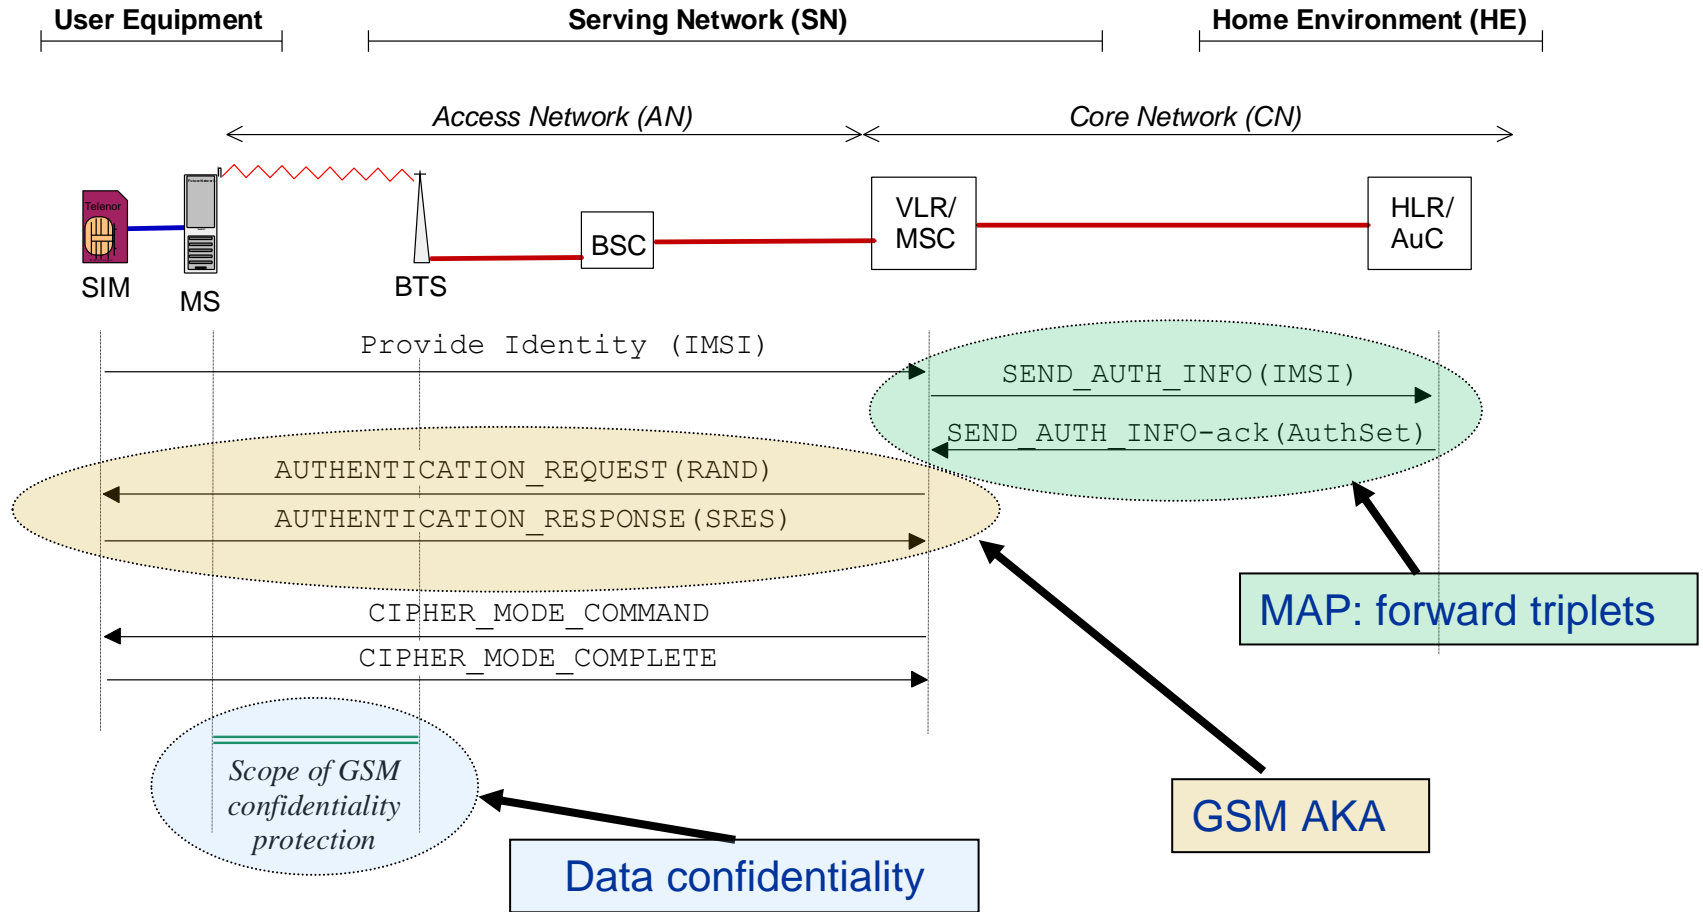 User Equipment
Serving Network (SN)
Home Environment (HE)
Access Network (AN)
Core Network (CN)
Telenor
SIM
MS
BTS
BSC
VLR/
MSC
HLR/
AuC
Provide Identity (IMSI)
SEND_AUTH_INFO(IMSI)
SEND_AUTH_INFO-ack(AuthSet)
AUTHENTICATION_REQUEST(RAND)
AUTHENTICATION_RESPONSE(SRES)
CIPHER_MODE_COMMAND
CIPHER_MODE_COMPLETE
MAP: forward triplets
Scope of GSM
confidentiality
protection
GSM AKA
Data confidentiality